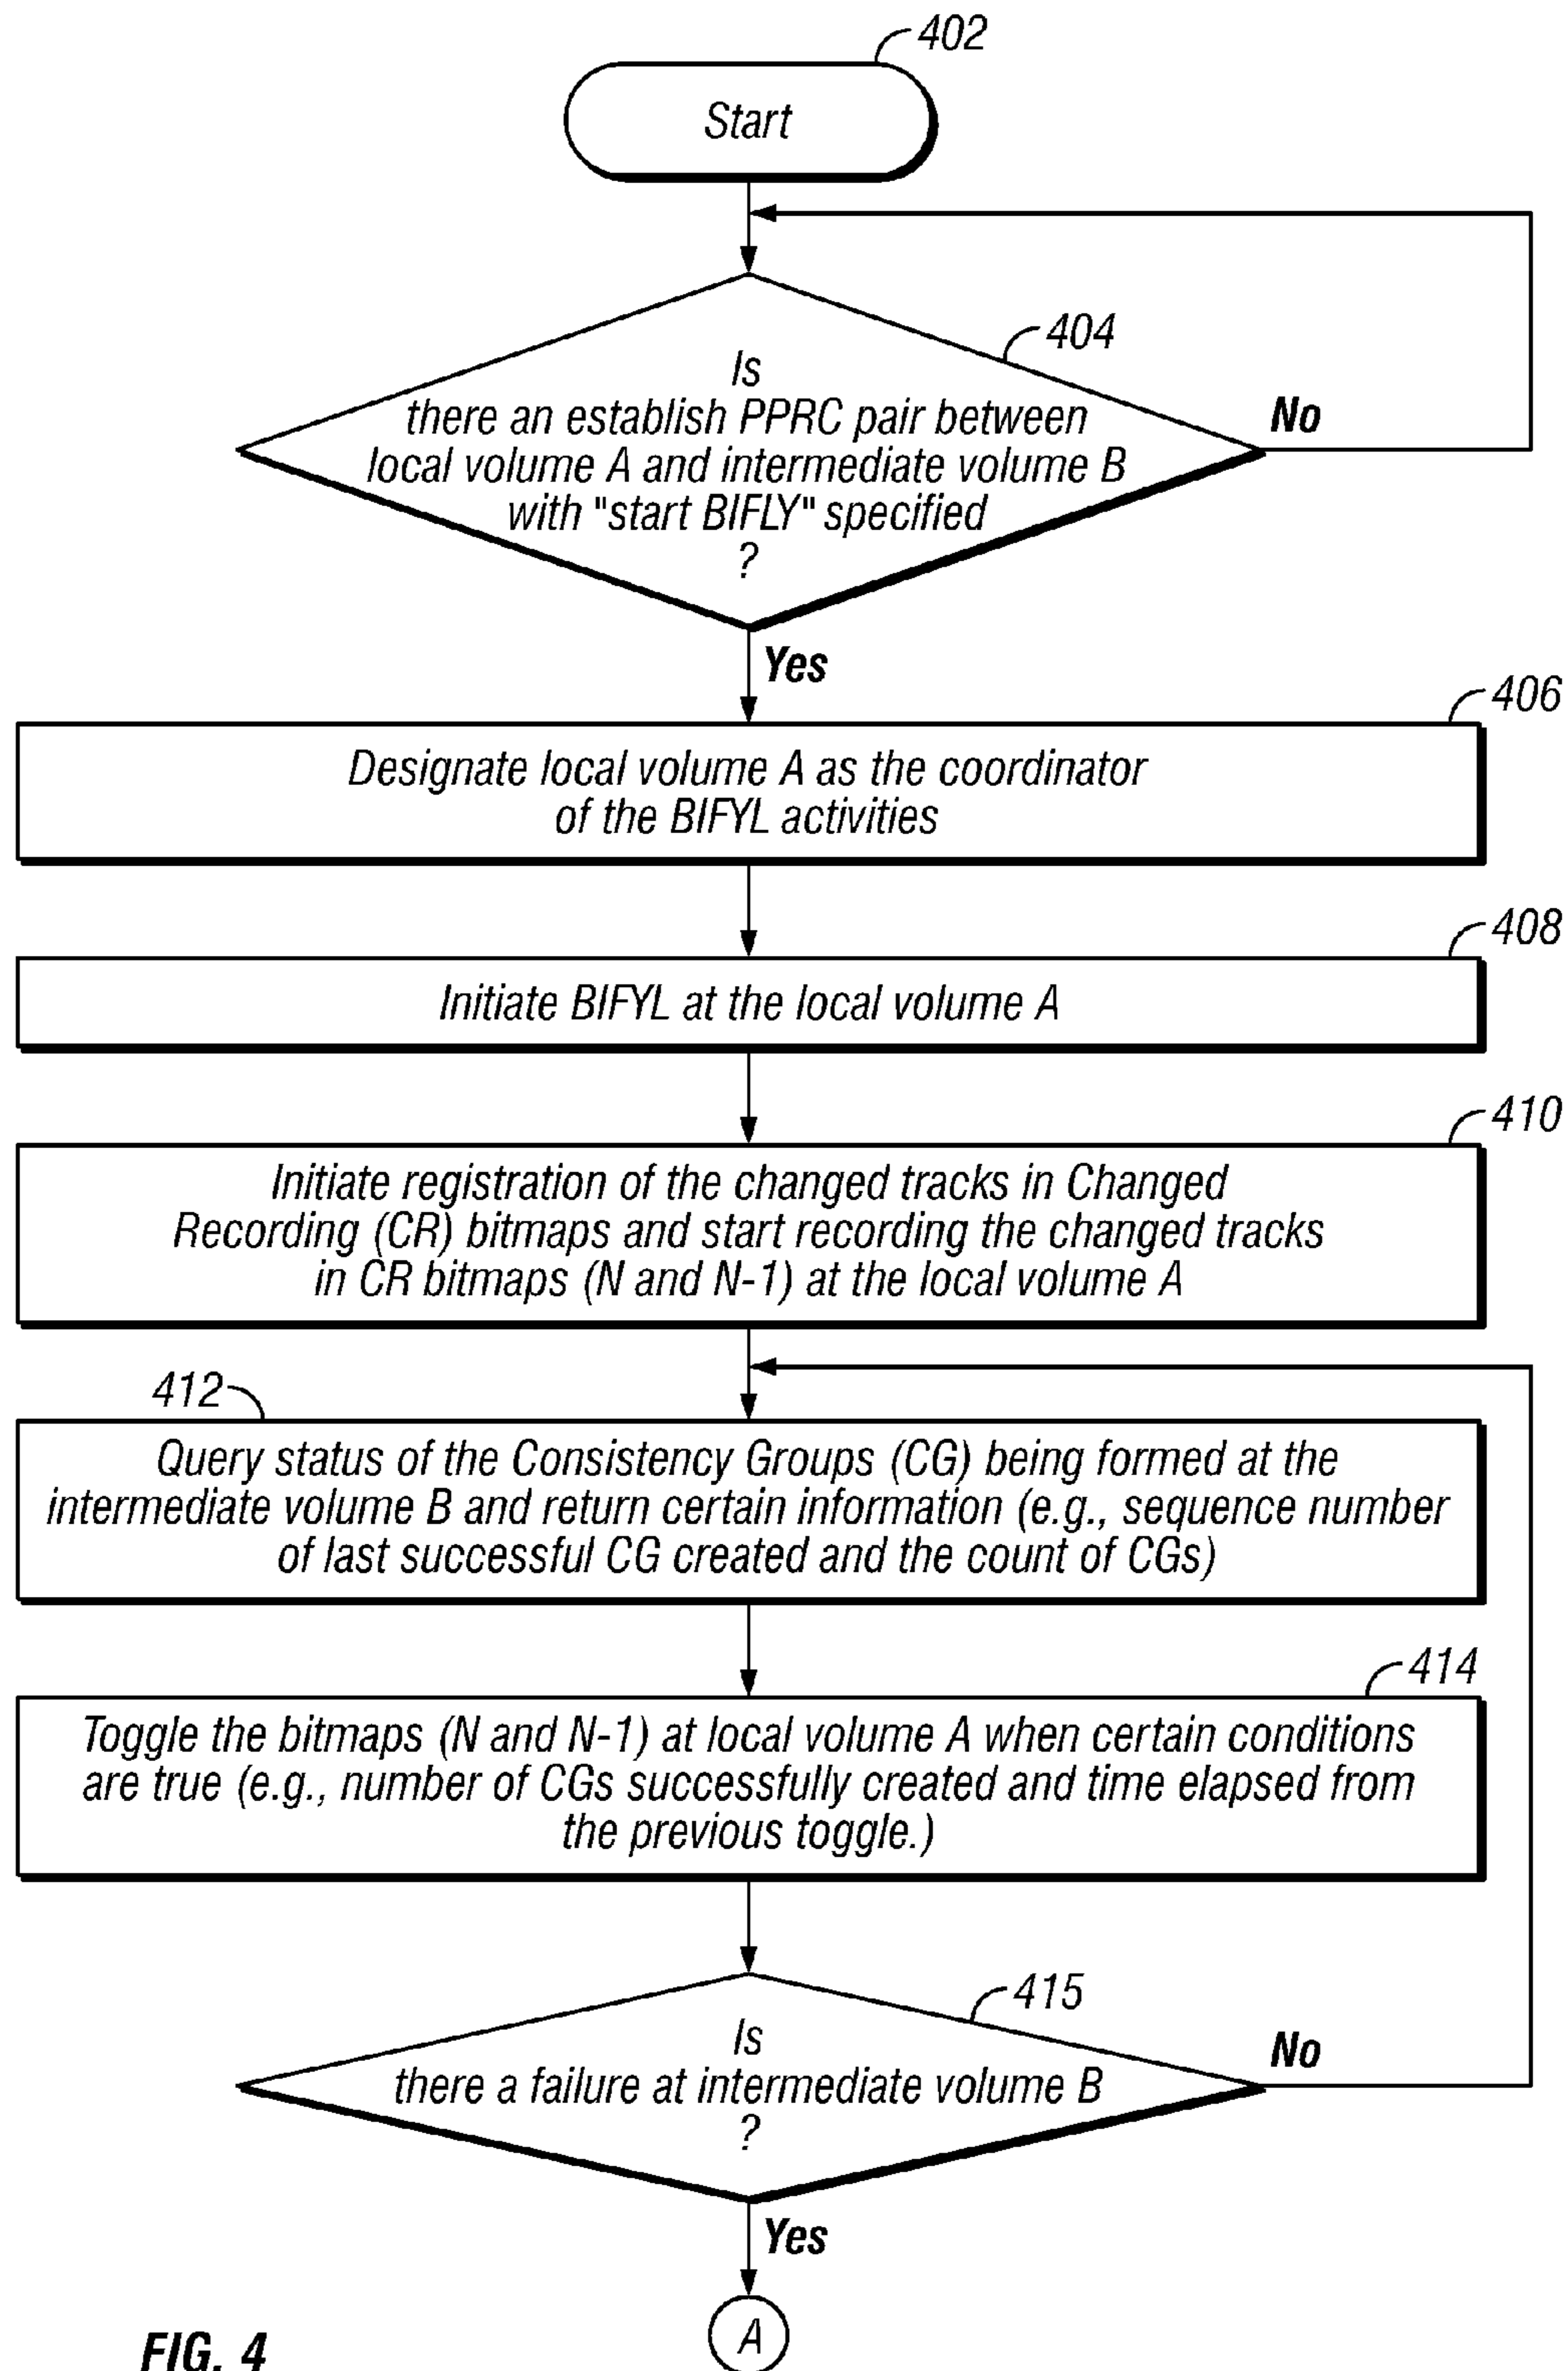 402
Start
404
Is
there an establish PPRC pair between
local volume A and intermediate volume B
with "start BIFLY" specified
?
No
Yes
406
Designate local volume A as the coordinator
of the BIFYL activities
408
Initiate BIFYL at the local volume A
410
Initiate registration of the changed tracks in Changed
Recording (CR) bitmaps and start recording the changed tracks
in CR bitmaps (N and N-1) at the local volume A
412
Query status of the Consistency Groups (CG) being formed at the
intermediate volume B and return certain information (e.g., sequence number
of last successful CG created and the count of CGs)
414
Toggle the bitmaps (N and N-1) at local volume A when certain conditions
are true (e.g., number of CGs successfully created and time elapsed from
the previous toggle.)
415
Is
there a failure at intermediate volume B
?
No
Yes
A
FIG. 4